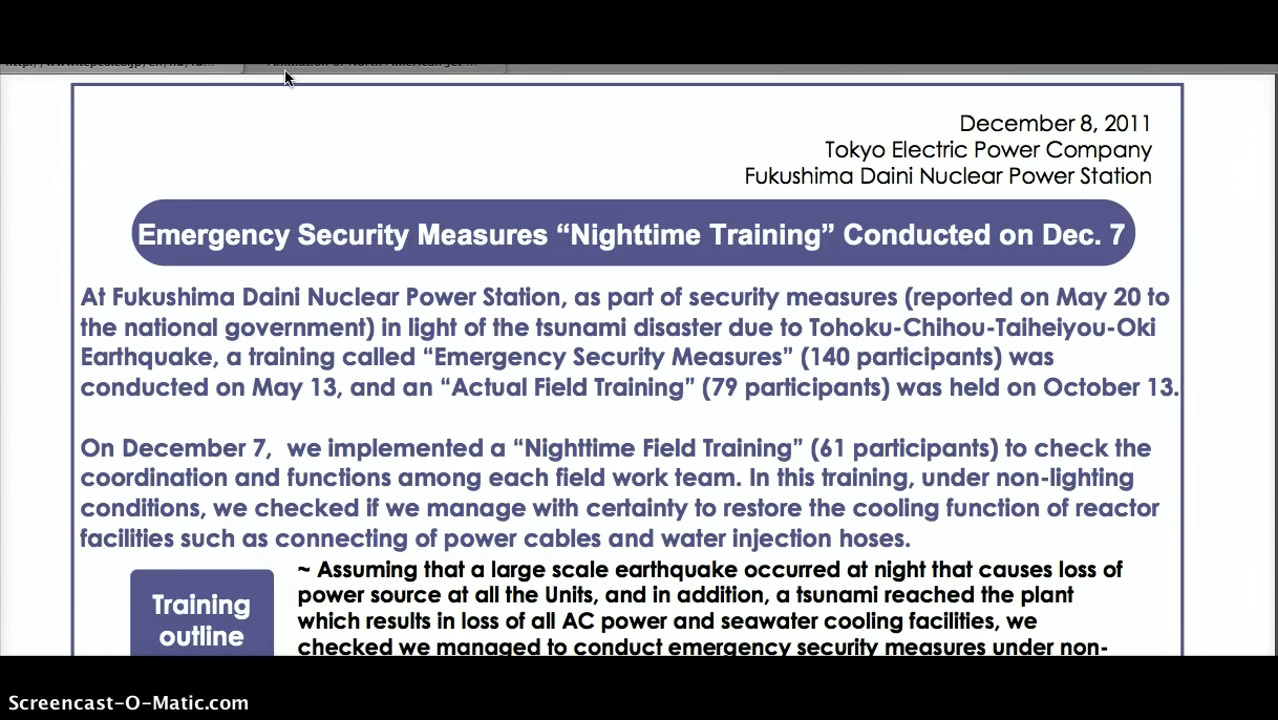 December 8, 2011
Tokyo Electric Power Company
Fukushima Daini Nuclear Power Station
Emergency Security Measures “Nighttime Training” Conducted on Dec. 7
At Fukushima Daini Nuclear Power Station, as part of security measures (reported on May 20 to
the national government) in light of the tsunami disaster due to Tohoku-Chihou-Taiheiyou-Oki
Earthquake, a training called “Emergency Security Measures” (140 participants) was
conducted on May 13, and an “Actual Field Training” (79 participants) was held on October 13.
On December 7,  we implemented a “Nighttime Field Training” (61 participants) to check the
coordination and functions among each field work team. In this training, under non-lighting
conditions, we checked if we manage with certainty to restore the cooling function of reactor
facilities such as connecting of power cables and water injection hoses.
Training
outline
~ Assuming that a large scale earthquake occurred at night that causes loss of
power source at all the Units, and in addition, a tsunami reached the plant
which results in loss of all AC power and seawater cooling facilities, we
checked we managed to conduct emergency security measures under non-
Screencast-O-Matic.com